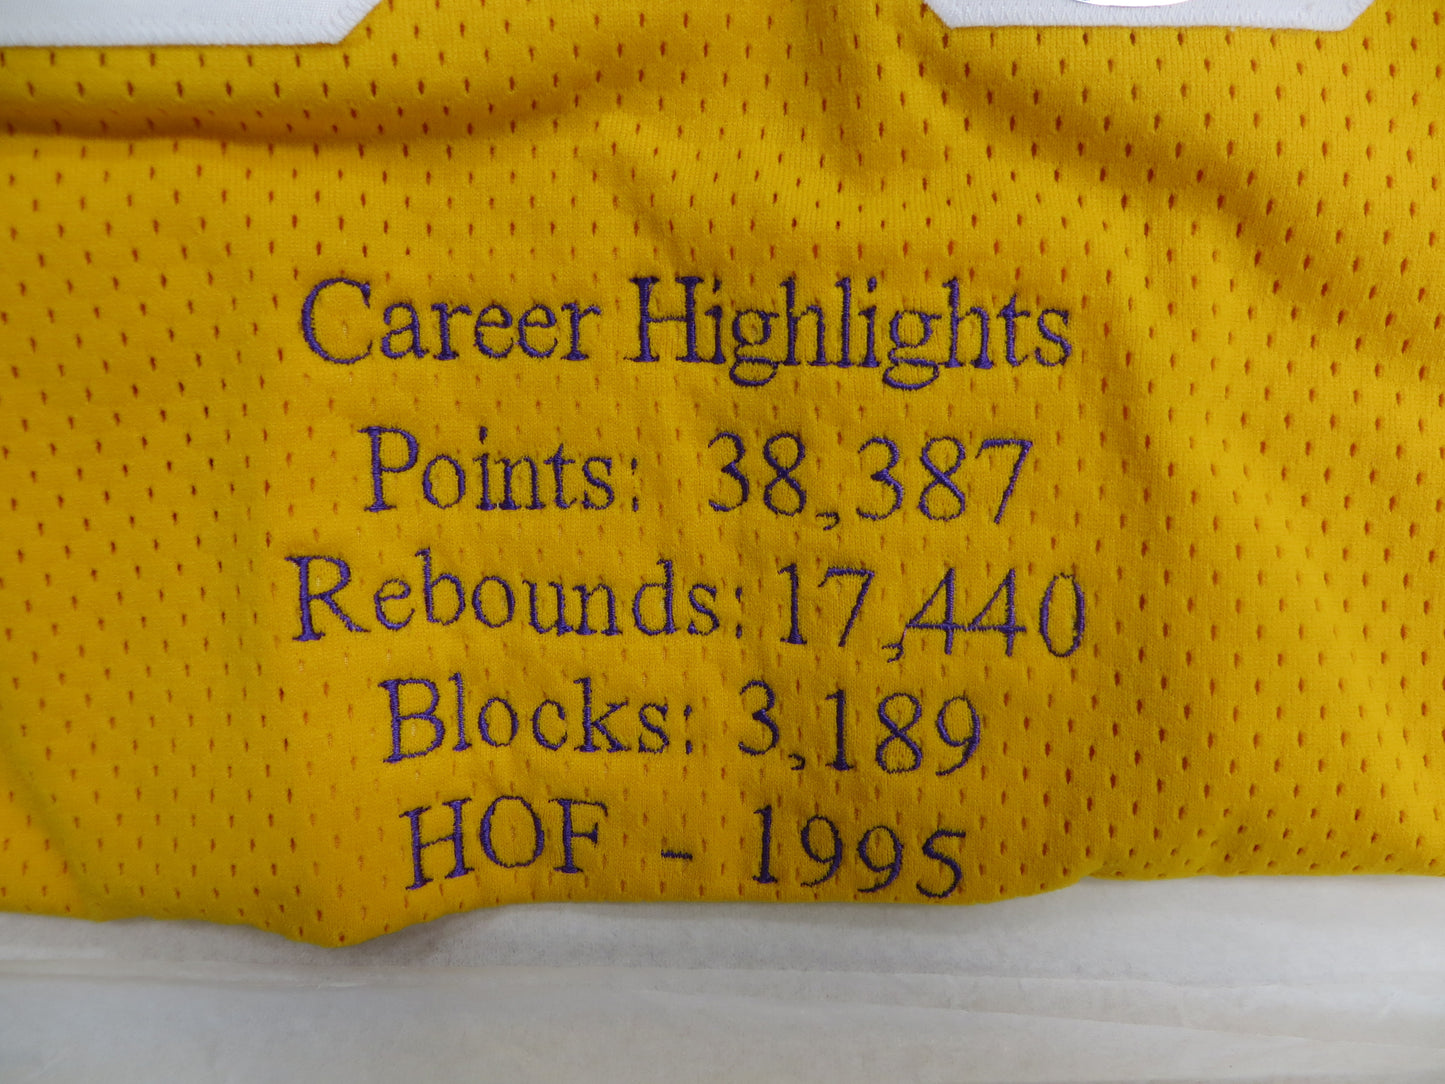 Career Highlights
Points: 38,387
Rebounds: 17,440
Blocks: 3,189
HOF - 1995